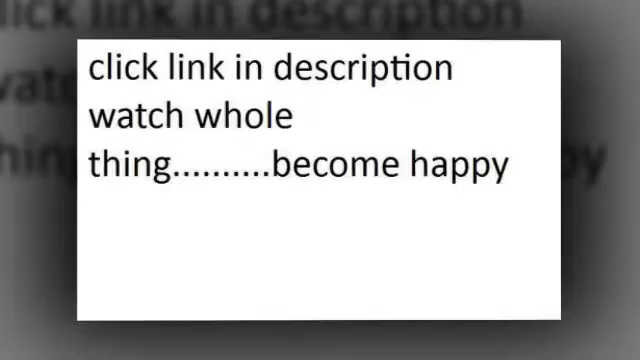 click link in description
watch whole
thing..........become happy